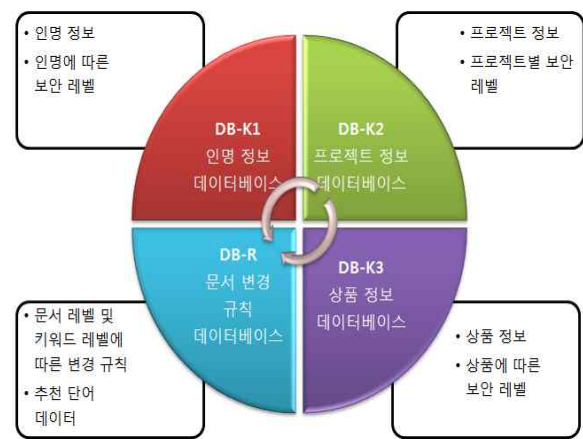 • 인명 정보
• 인명에 따른
보안 레벨
• 프로젝트 정보
• 프로젝트별 보안
레벨
DB-K1
인명 정보
데이터베이스
DB-K2
프로젝트 정보
데이터베이스
DB-R
문서 변경
규칙
데이터베이스
DB-K3
상품 정보
데이터베이스
• 문서 레벨 및
키워드 레벨에
따른 변경 규칙
• 추천 단어
데이터
• 상품 정보
• 상품에 따른
보안 레벨